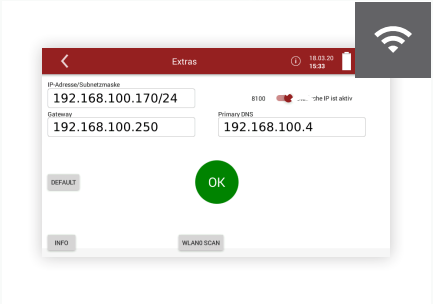 Extras
18.03.20
15:33
IP-Adresse/Subnetzmaske
192.168.100.170/24
8100
che IP ist aktiv
Gateway
Primary DNS
192.168.100.250
192.168.100.4
DEFAULT
OK
INFO
WLAN0 SCAN